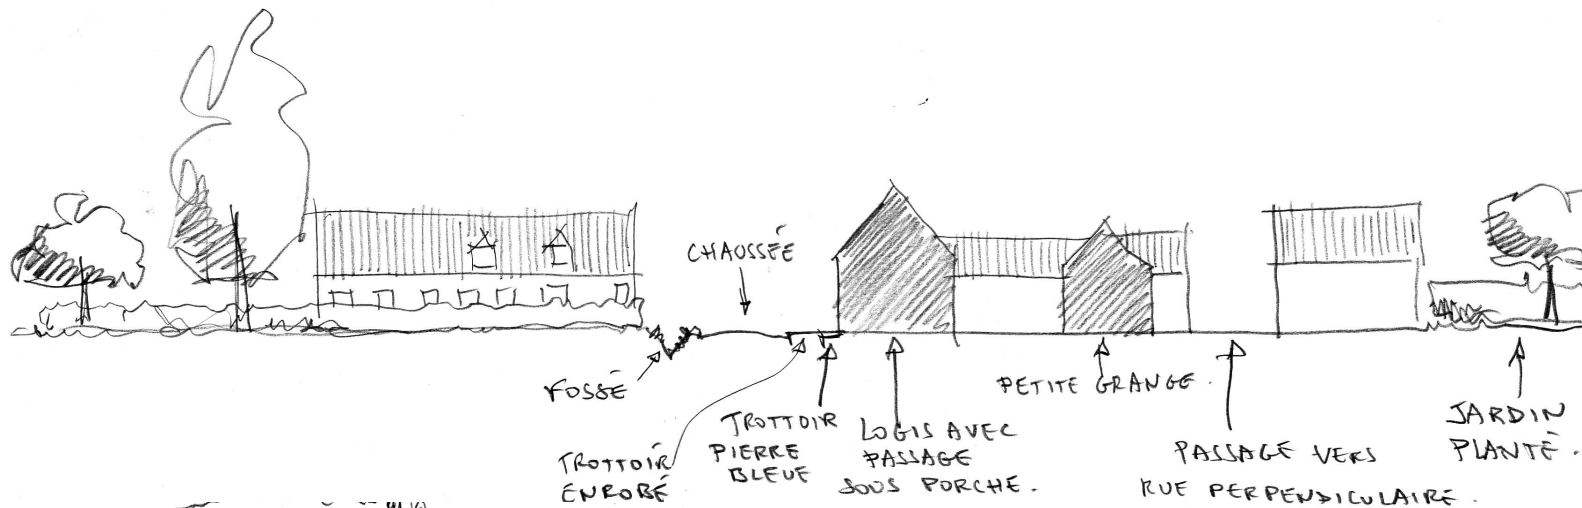 CHAUSSÉE
FOSSÉ
TROTTOIR
ENROBÉ
TROTTOIR
PIERRE
BLEUE
LOGIS AVEC
PASSAGE
SOUS PORCHE.
PETITE GRANGE.
PASSAGE VERS
RUE PERPENDICULAIRE.
JARDIN
PLANTÉ.